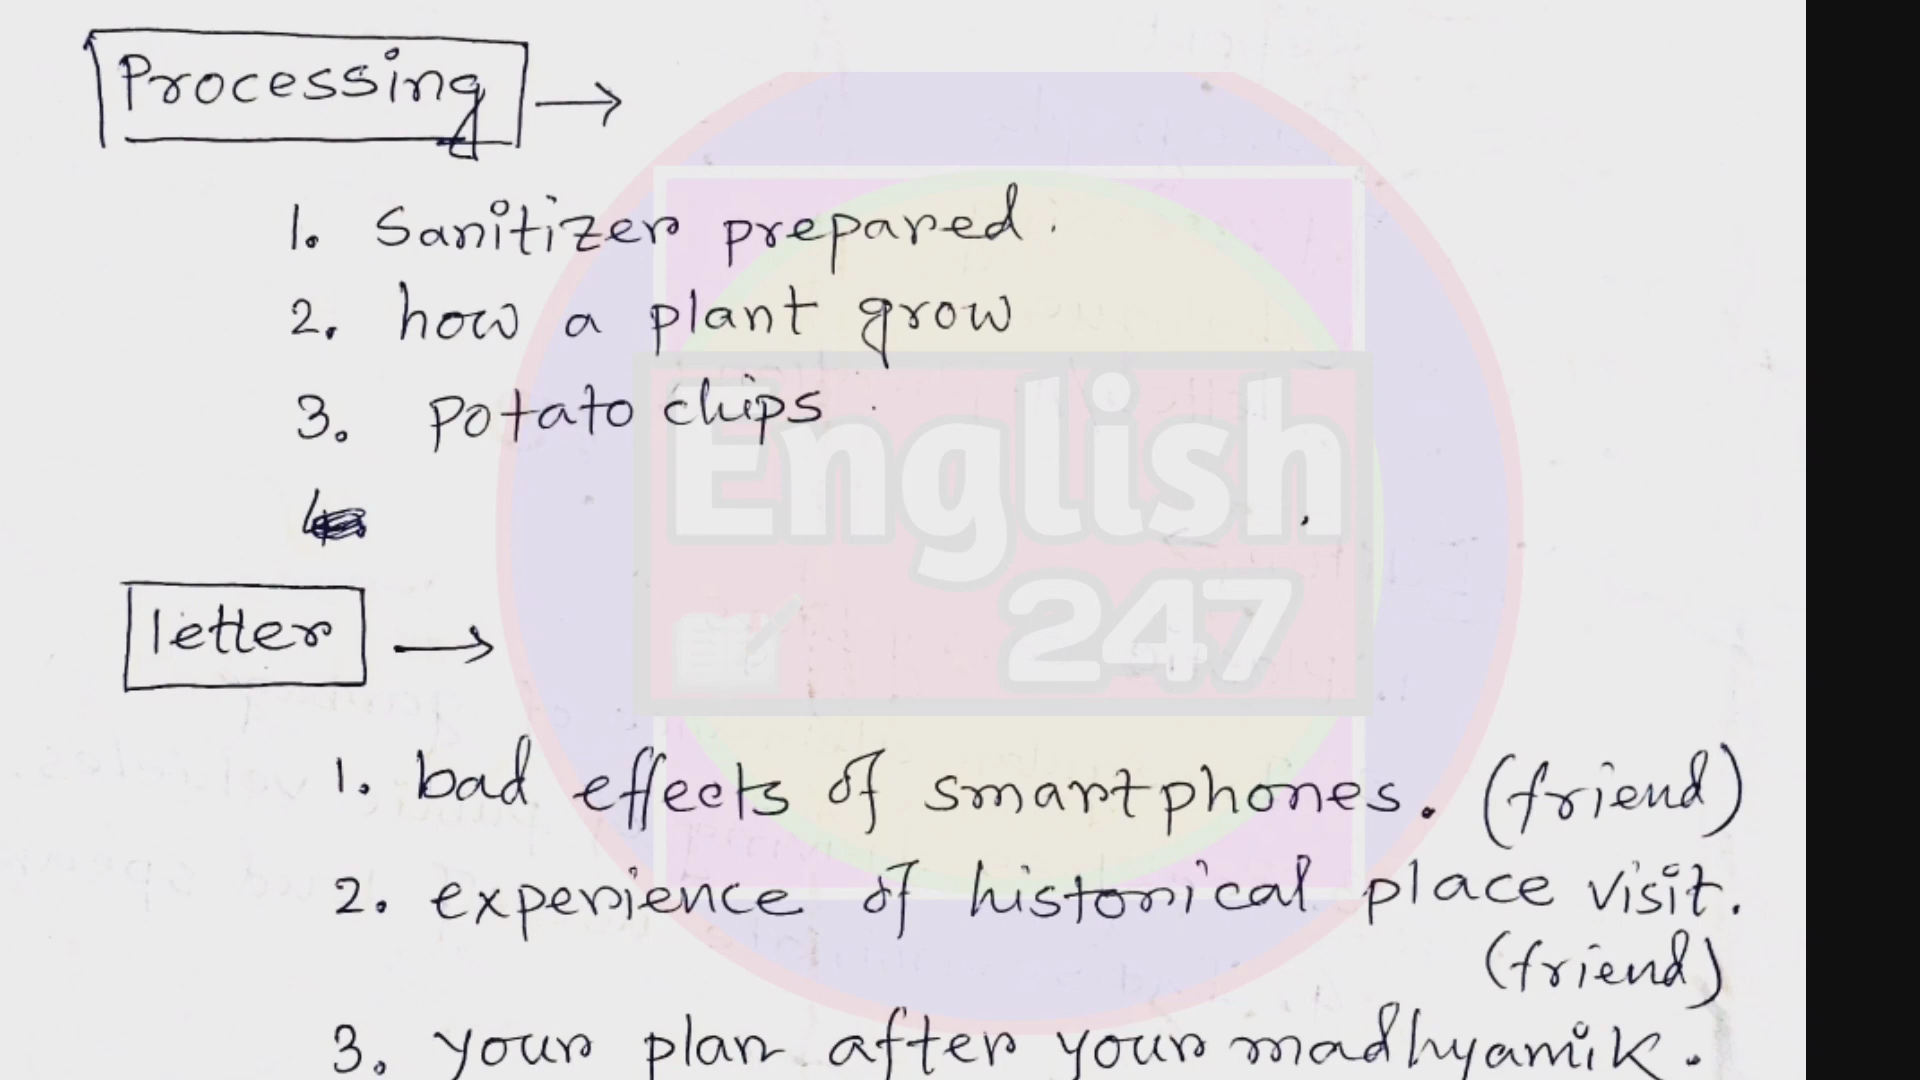 Processing →
1. Sanitizer prepared.
2. how a plant grow
3. Potato chips
letter →
1. bad effects of smartphones. (friend)
2. experience of historical place visit.
(friend)
3. your plan after your madhyamik.
English
247